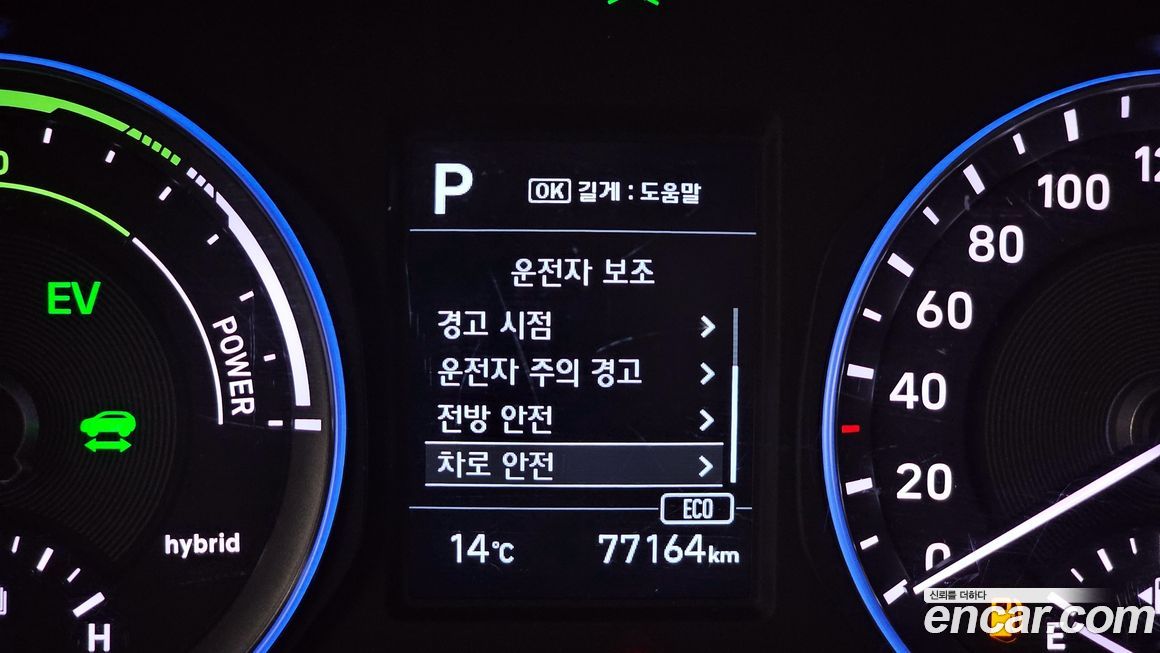 P
OK 길게 : 도움말
운전자 보조
경고 시점
운전자 주의 경고
전방 안전
차로 안전
ECO
14℃ 77164km
EV
POWER
hybrid
H
100
80
60
40
20
0
E
신뢰를 더하다
encar.com